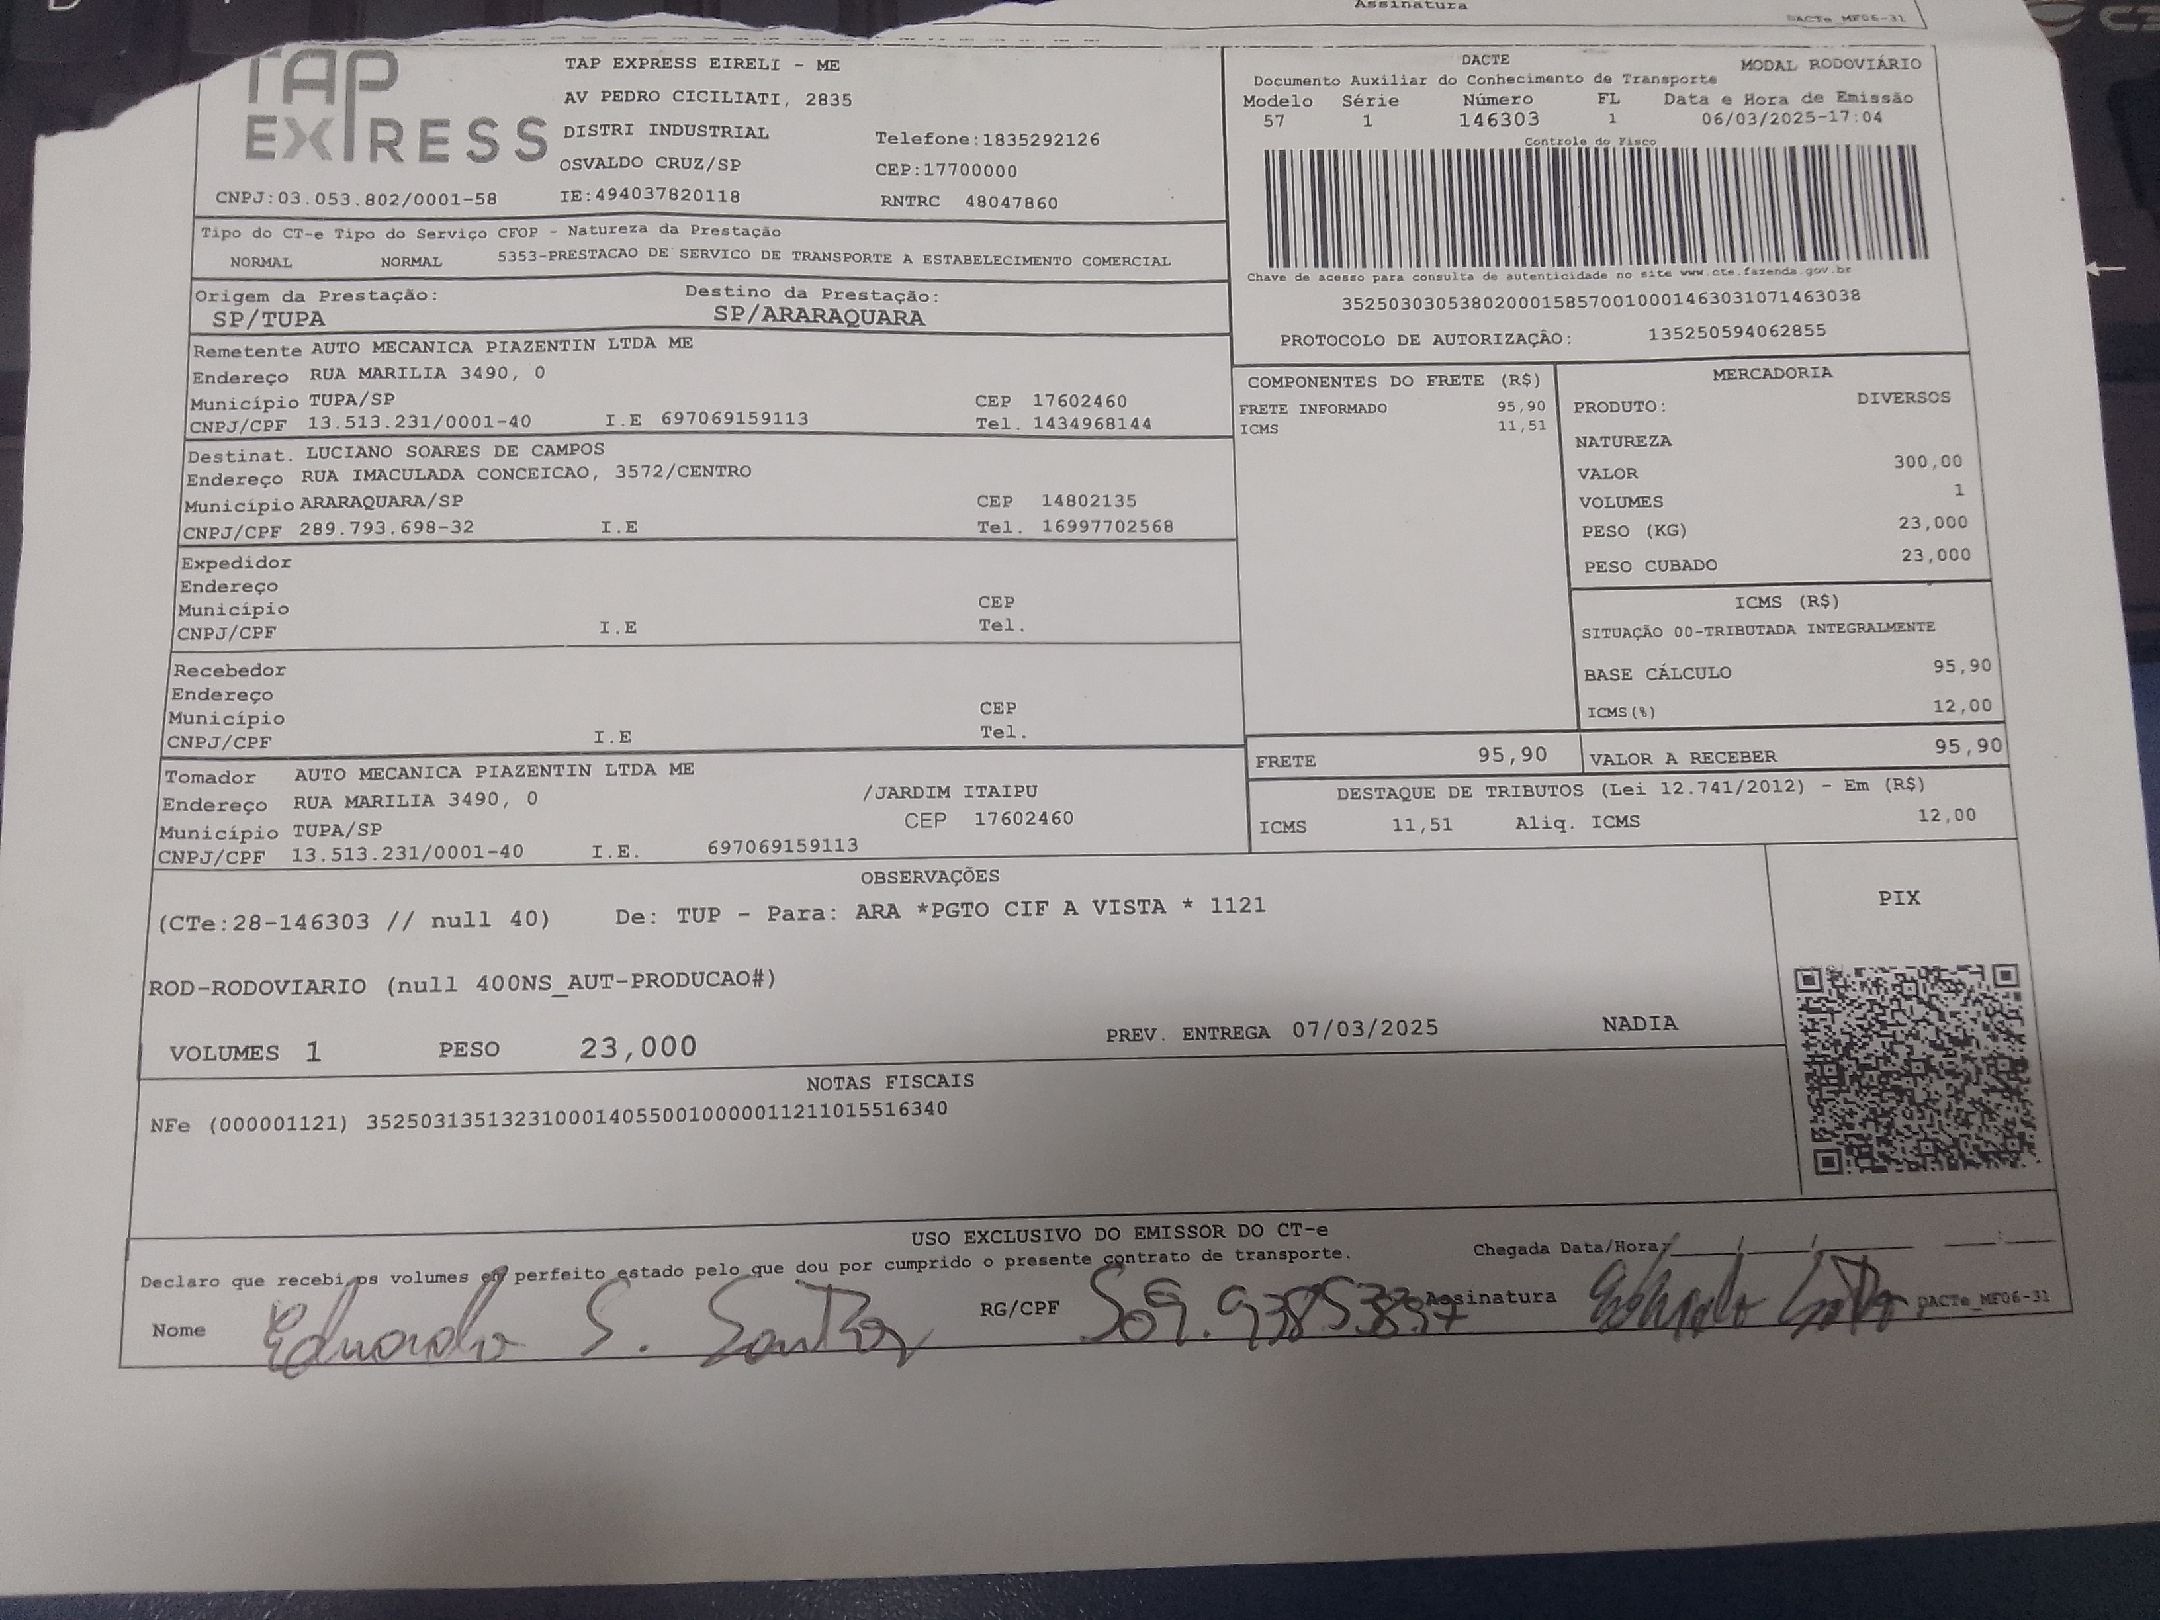 Assinatura
DACTe_MF06-31
TAP EXPRESS
TAP EXPRESS EIRELI - ME
AV PEDRO CICILIATI, 2835
DISTRI INDUSTRIAL Telefone:1835292126
OSVALDO CRUZ/SP CEP:17700000
CNPJ:03.053.802/0001-58 IE:494037820118 RNTRC 48047860
DACTE MODAL RODOVIÁRIO
Documento Auxiliar do Conhecimento de Transporte
Modelo Série Número FL Data e Hora de Emissão
57 1 146303 1 06/03/2025-17:04
Controle do Fisco
Chave de acesso para consulta de autenticidade no site www.cte.fazenda.gov.br
35250303053802000158570010001463031071463038
PROTOCOLO DE AUTORIZAÇÃO: 135250594062855
Tipo do CT-e Tipo do Serviço CFOP - Natureza da Prestação
NORMAL NORMAL 5353-PRESTACAO DE SERVICO DE TRANSPORTE A ESTABELECIMENTO COMERCIAL
Origem da Prestação: Destino da Prestação:
SP/TUPA SP/ARARAQUARA
Remetente AUTO MECANICA PIAZENTIN LTDA ME
Endereço RUA MARILIA 3490, 0
Município TUPA/SP CEP 17602460
CNPJ/CPF 13.513.231/0001-40 I.E 697069159113 Tel. 1434968144
Destinat. LUCIANO SOARES DE CAMPOS
Endereço RUA IMACULADA CONCEICAO, 3572/CENTRO
Município ARARAQUARA/SP CEP 14802135
CNPJ/CPF 289.793.698-32 I.E Tel. 16997702568
Expedidor
Endereço
Município CEP
CNPJ/CPF I.E Tel.
Recebedor
Endereço
Município CEP
CNPJ/CPF I.E Tel.
Tomador AUTO MECANICA PIAZENTIN LTDA ME
Endereço RUA MARILIA 3490, 0 /JARDIM ITAIPU
Município TUPA/SP CEP 17602460
CNPJ/CPF 13.513.231/0001-40 I.E. 697069159113
COMPONENTES DO FRETE (R$)
FRETE INFORMADO 95,90
ICMS 11,51
MERCADORIA
PRODUTO: DIVERSOS
NATUREZA
VALOR 300,00
VOLUMES 1
PESO (KG) 23,000
PESO CUBADO 23,000
ICMS (R$)
SITUAÇÃO 00-TRIBUTADA INTEGRALMENTE
BASE CÁLCULO 95,90
ICMS(%) 12,00
FRETE 95,90 VALOR A RECEBER 95,90
DESTAQUE DE TRIBUTOS (Lei 12.741/2012) - Em (R$)
ICMS 11,51 Aliq. ICMS 12,00
OBSERVAÇÕES
(CTe:28-146303 // null 40) De: TUP - Para: ARA *PGTO CIF A VISTA * 1121
ROD-RODOVIARIO (null 400NS_AUT-PRODUCAO#)
VOLUMES 1 PESO 23,000 PREV. ENTREGA 07/03/2025 NADIA
PIX
NOTAS FISCAIS
NFe (000001121) 35250313513231000140550010000011211015516340
USO EXCLUSIVO DO EMISSOR DO CT-e
Declaro que recebi os volumes em perfeito estado pelo que dou por cumprido o presente contrato de transporte. Chegada Data/Hora: / / :
Nome Eduardo S. Santos RG/CPF Assinatura DACTe_MF06-31